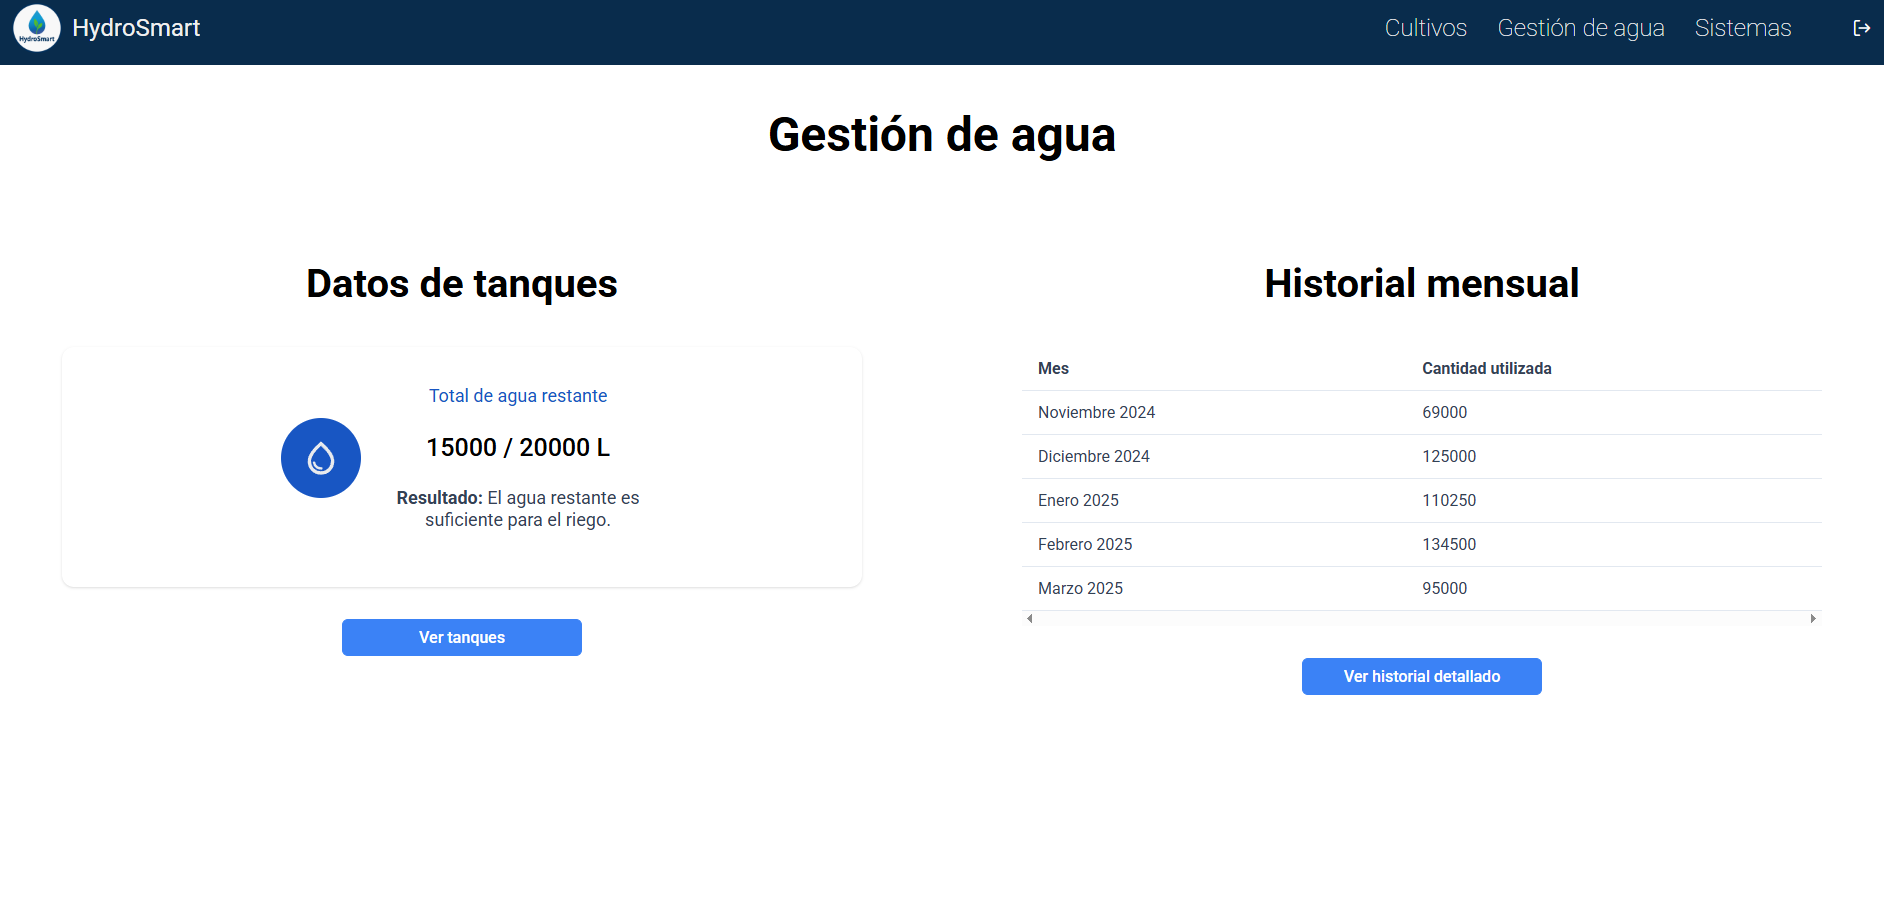 HydroSmart
HydroSmart
Cultivos
Gestión de agua
Sistemas
Gestión de agua
Datos de tanques
Total de agua restante
15000 / 20000 L
Resultado: El agua restante es
suficiente para el riego.
Ver tanques
Historial mensual
Mes Cantidad utilizada
Noviembre 2024 69000
Diciembre 2024 125000
Enero 2025 110250
Febrero 2025 134500
Marzo 2025 95000
Ver historial detallado